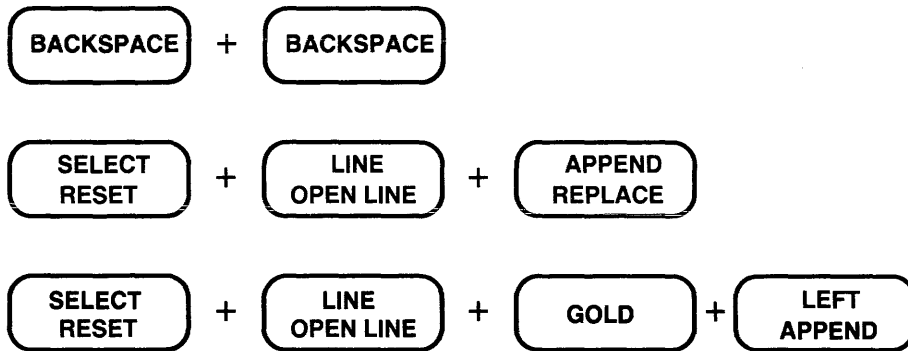 BACKSPACE + BACKSPACE
SELECT RESET + LINE OPEN LINE + APPEND REPLACE
SELECT RESET + LINE OPEN LINE + GOLD + LEFT APPEND